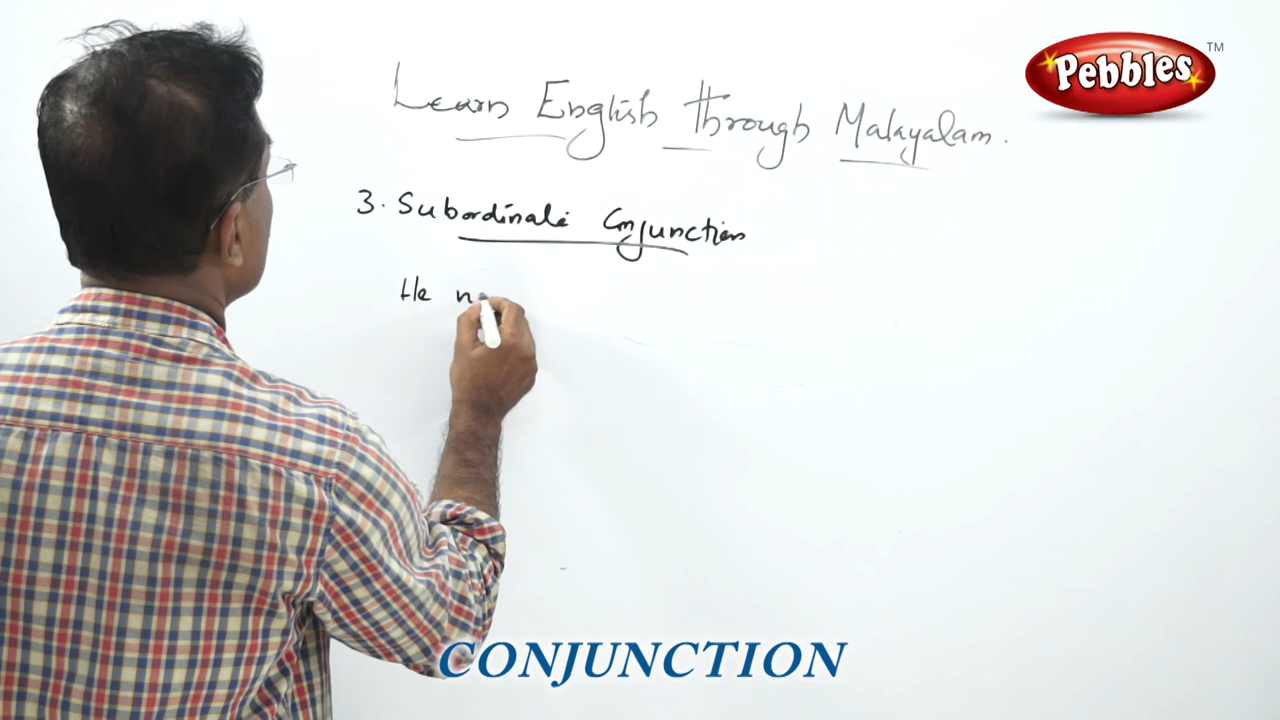 Pebbles TM
Learn English through Malayalam.
3. Subordinate Conjunction
He
CONJUNCTION